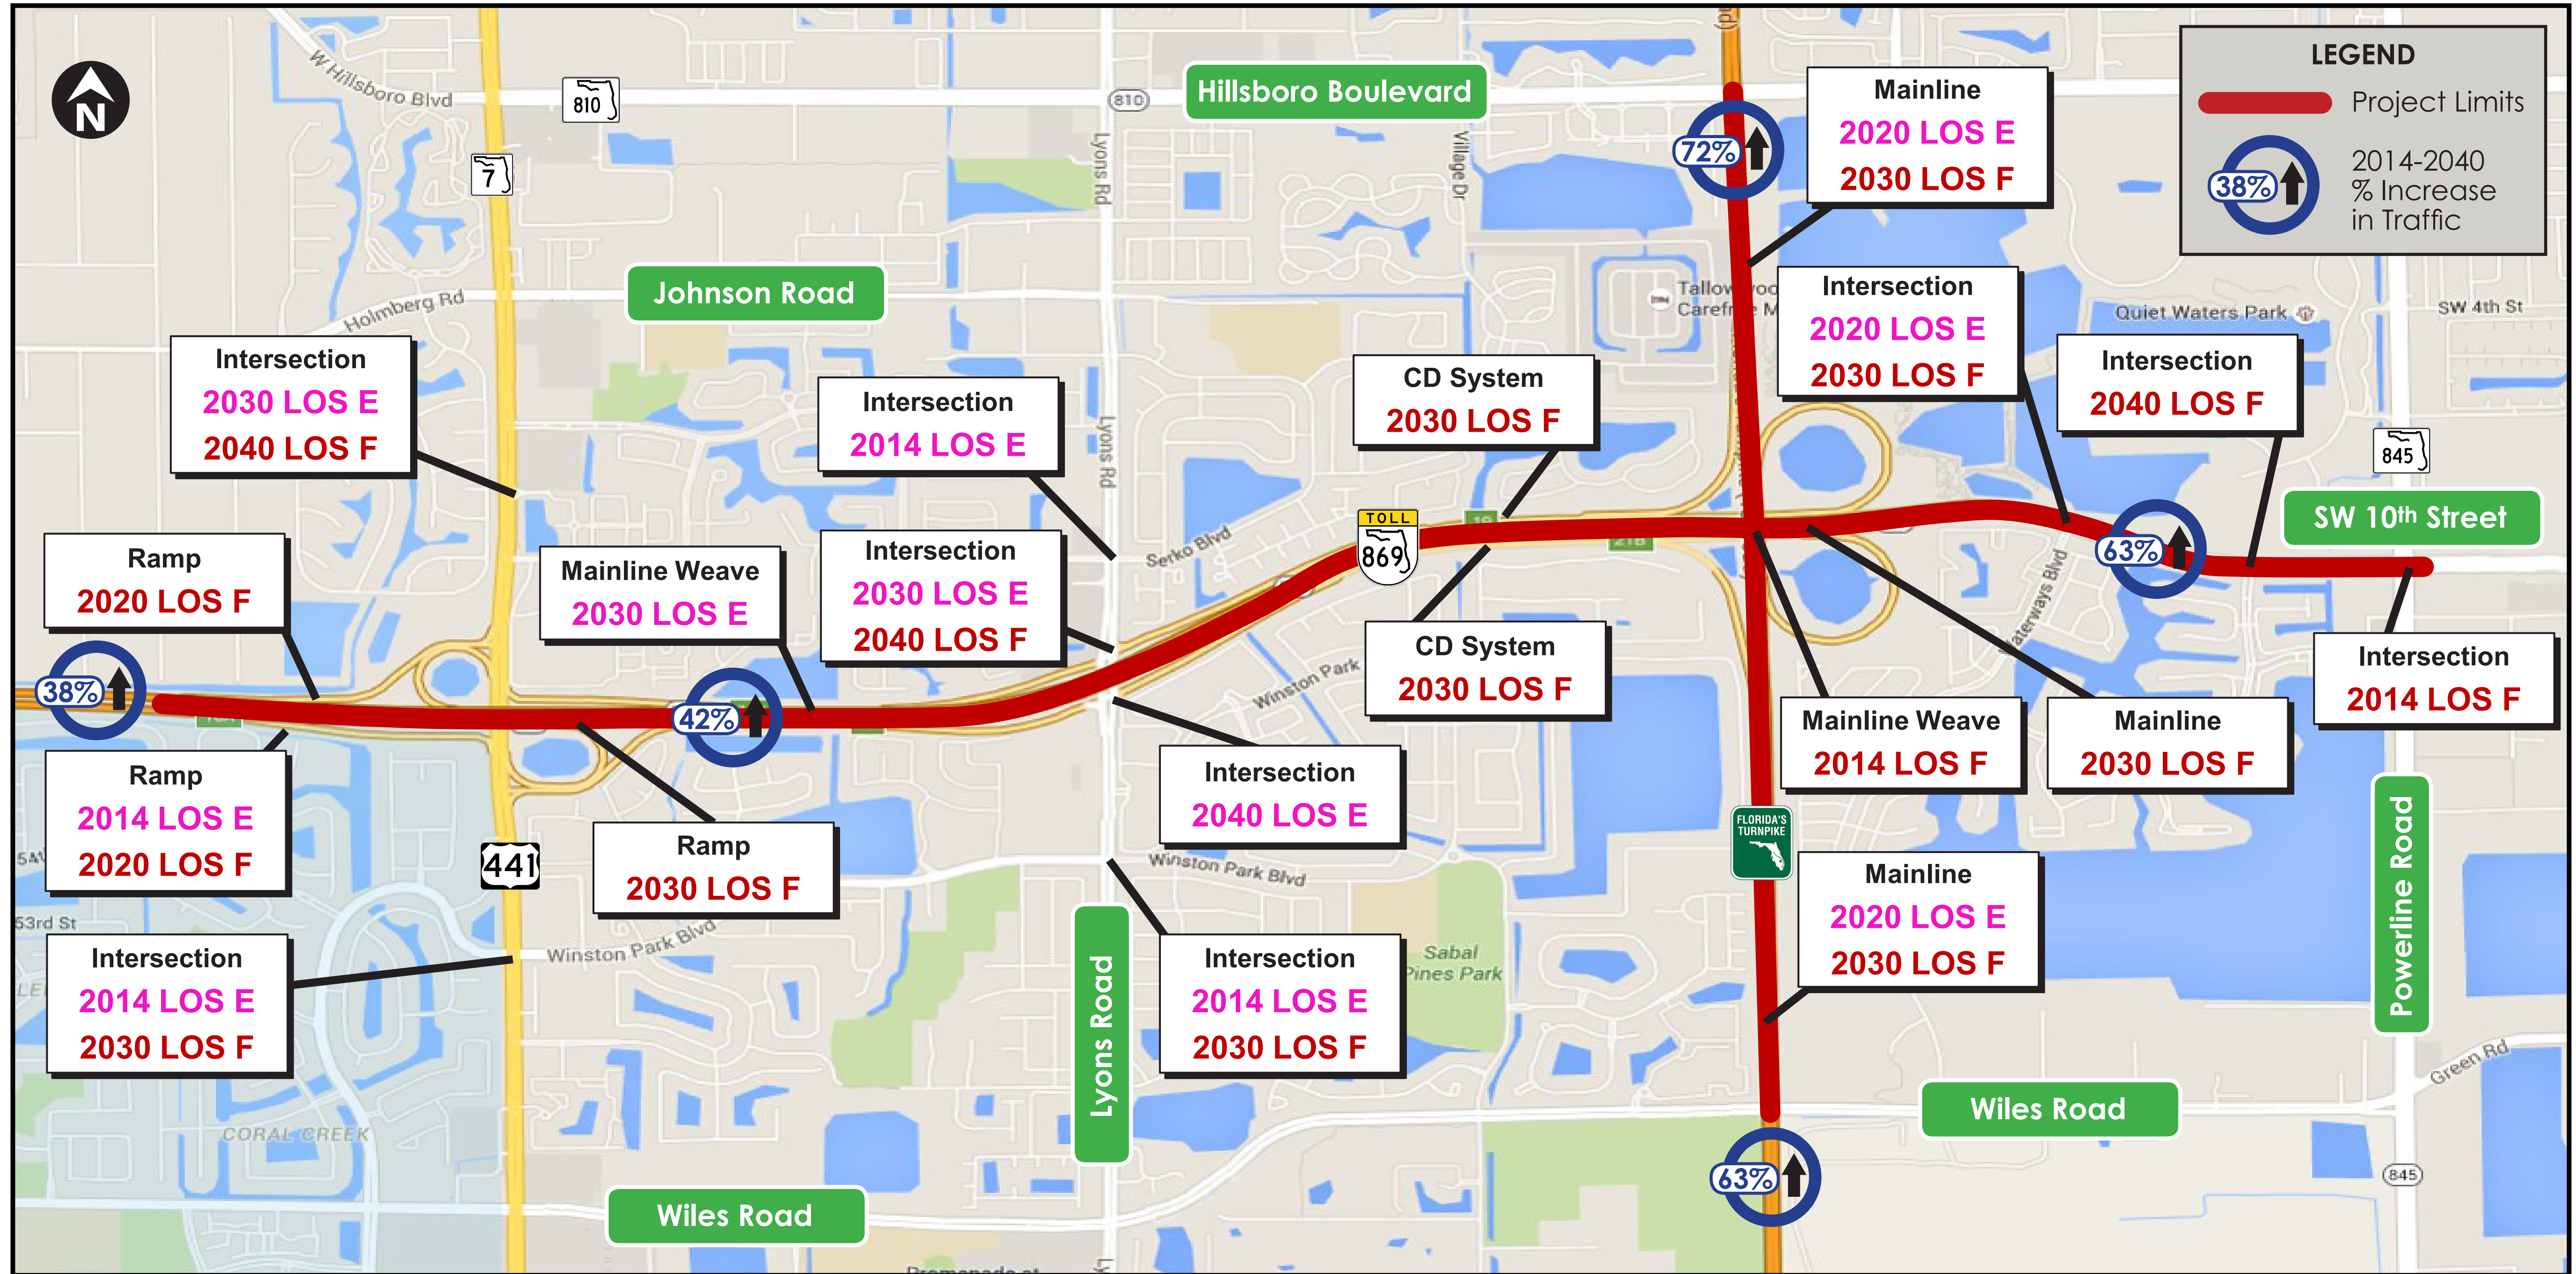 N
W Hillsboro Blvd
810
810
Hillsboro Boulevard
7
Lyons Rd
Village Dr
LEGEND
Project Limits
38%
2014-2040
% Increase
in Traffic
72%
Mainline
2020 LOS E
2030 LOS F
Johnson Road
Holmberg Rd
Intersection
2020 LOS E
2030 LOS F
Quiet Waters Park
SW 4th St
Intersection
2030 LOS E
2040 LOS F
Intersection
2014 LOS E
Lyons Rd
CD System
2030 LOS F
Intersection
2040 LOS F
845
SW 10th Street
Ramp
2020 LOS F
Mainline Weave
2030 LOS E
Intersection
2030 LOS E
2040 LOS F
Serko Blvd
TOLL
869
19
21B
63%
38%
42%
Winston Park
CD System
2030 LOS F
Intersection
2014 LOS F
Ramp
2014 LOS E
2020 LOS F
Ramp
2030 LOS F
Intersection
2040 LOS E
Mainline Weave
2014 LOS F
Mainline
2030 LOS F
441
FLORIDA'S
TURNPIKE
Winston Park Blvd
Mainline
2020 LOS E
2030 LOS F
Powerline Road
53rd St
Intersection
2014 LOS E
2030 LOS F
Winston Park Blvd
Lyons Road
Intersection
2014 LOS E
2030 LOS F
Sabal
Pines Park
CORAL CREEK
Wiles Road
Green Rd
845
63%
Wiles Road